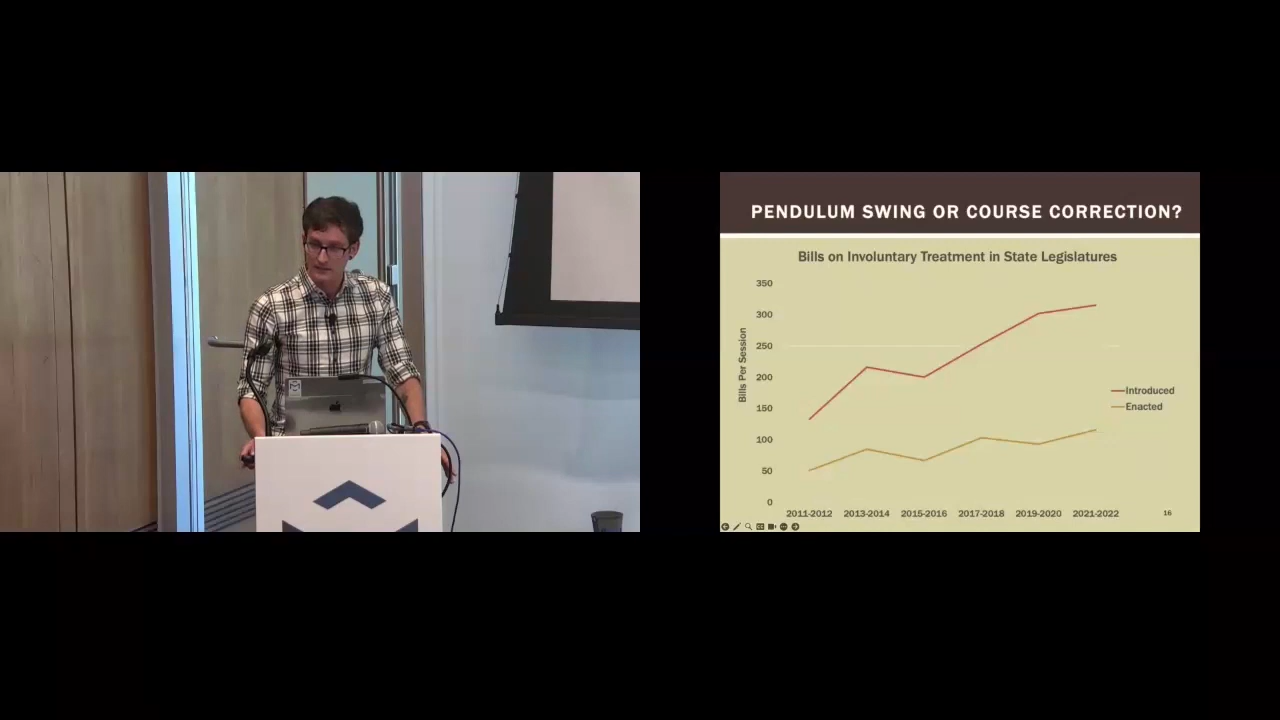 PENDULUM SWING OR COURSE CORRECTION?
Bills on Involuntary Treatment in State Legislatures
Bills Per Session
350
300
250
200
150
100
50
0
Introduced
Enacted
2011-2012 2013-2014 2015-2016 2017-2018 2019-2020 2021-2022
16